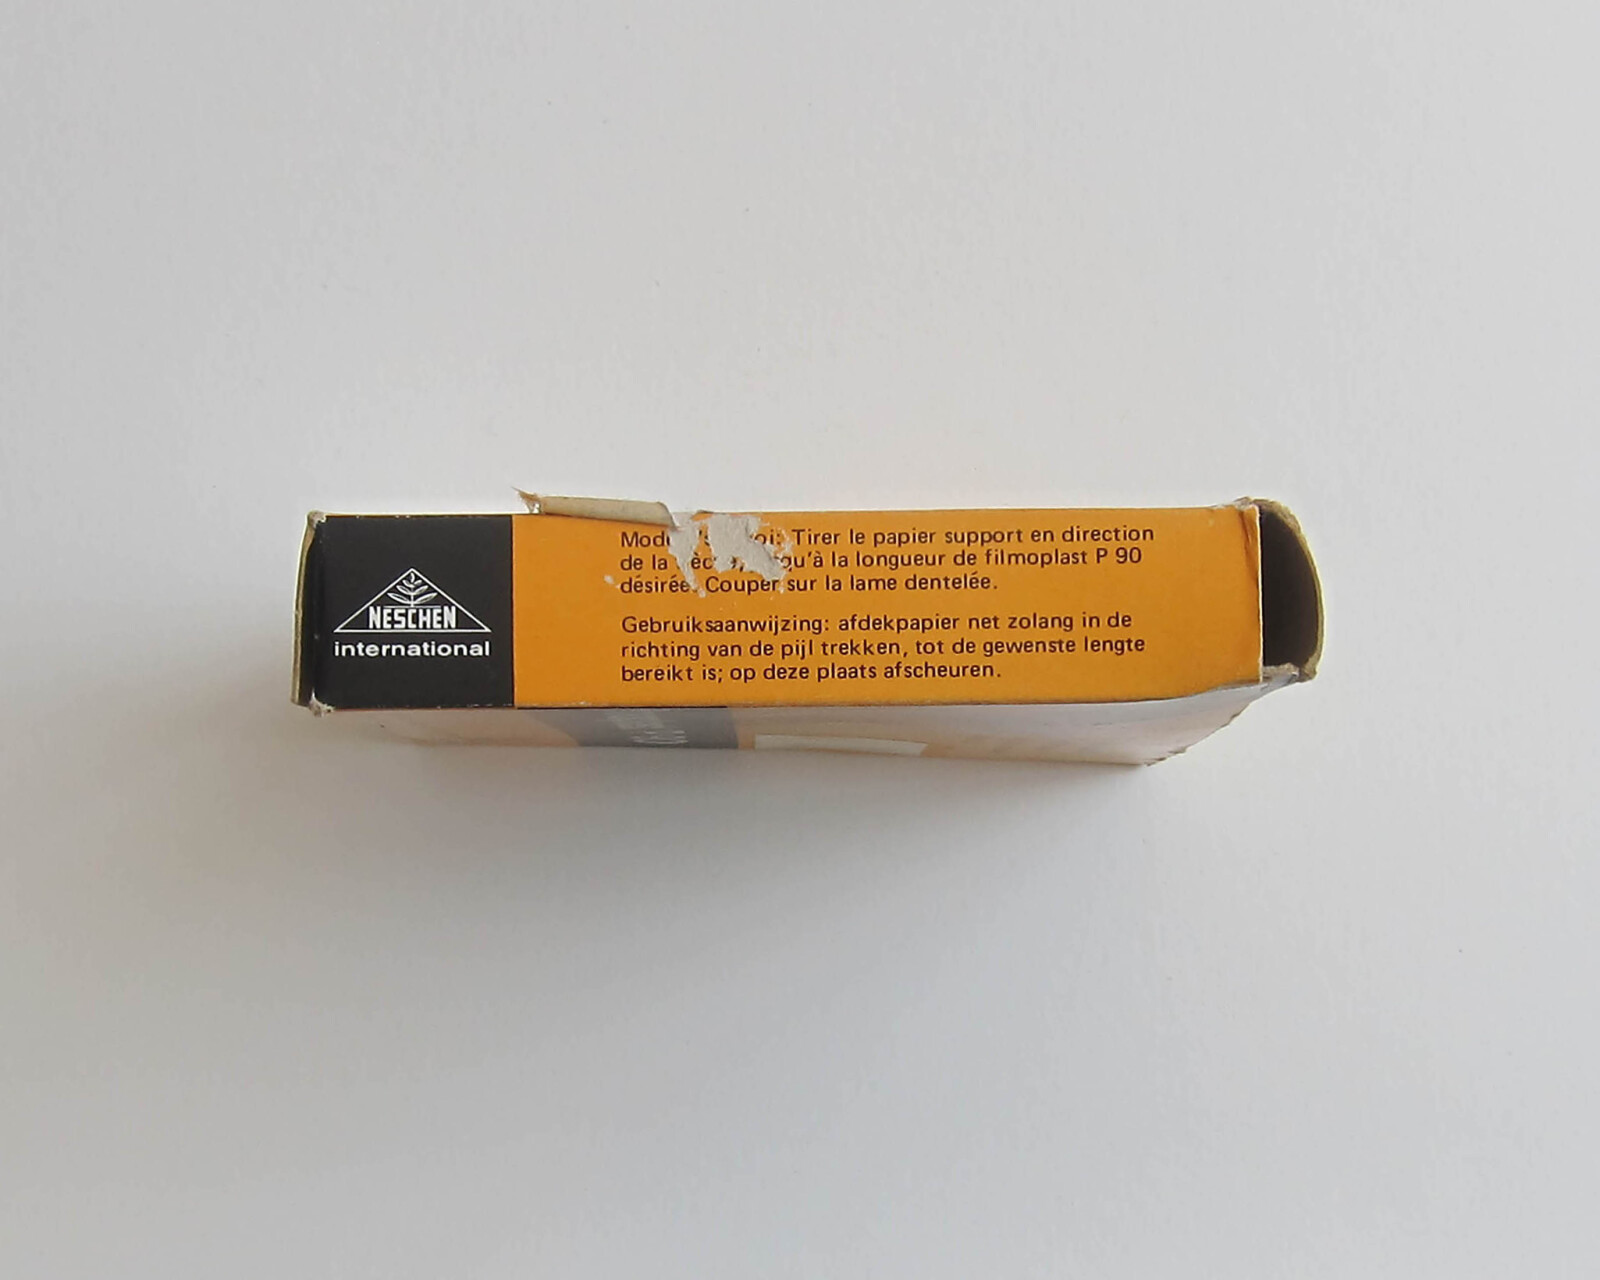 NESCHEN
international
Tirer le papier support en direction
de la à la longueur de filmoplast P 90
désirée. Couper sur la lame dentelée.
Gebruiksaanwijzing: afdekpapier net zolang in de
richting van de pijl trekken, tot de gewenste lengte
bereikt is; op deze plaats afscheuren.